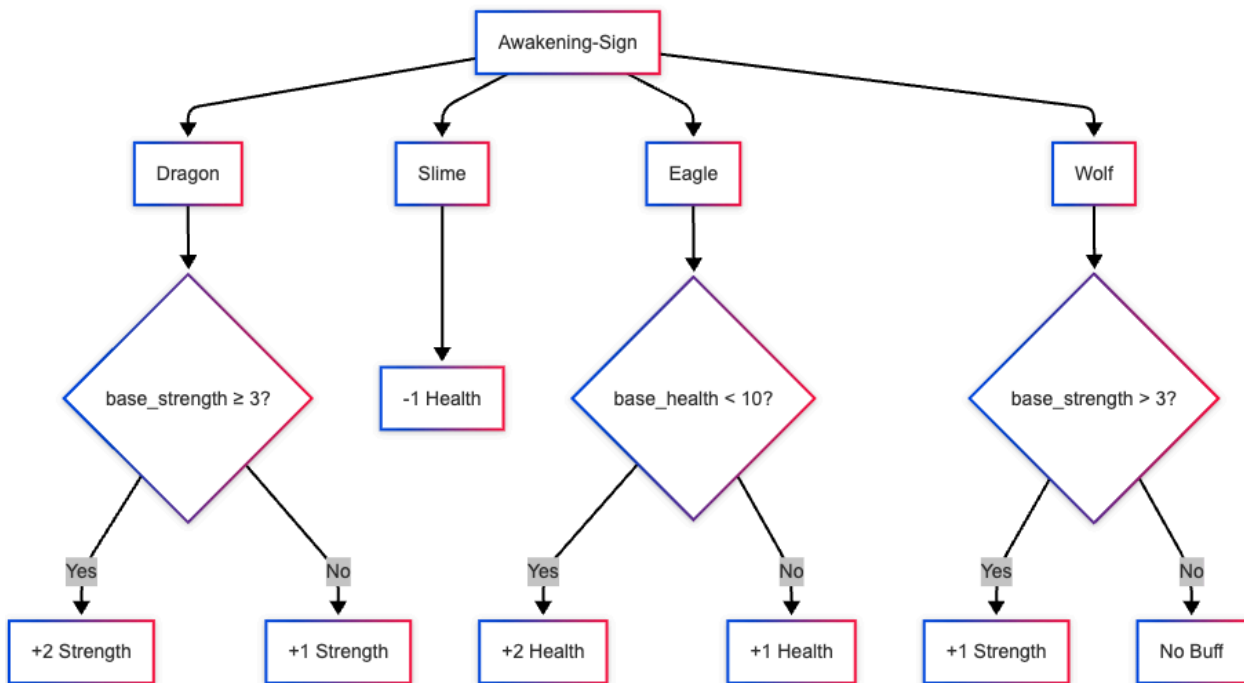 Awakening-Sign
Dragon
Slime
Eagle
Wolf
base_strength ≥ 3?
-1 Health
base_health < 10?
base_strength > 3?
Yes
No
Yes
No
Yes
No
+2 Strength
+1 Strength
+2 Health
+1 Health
+1 Strength
No Buff